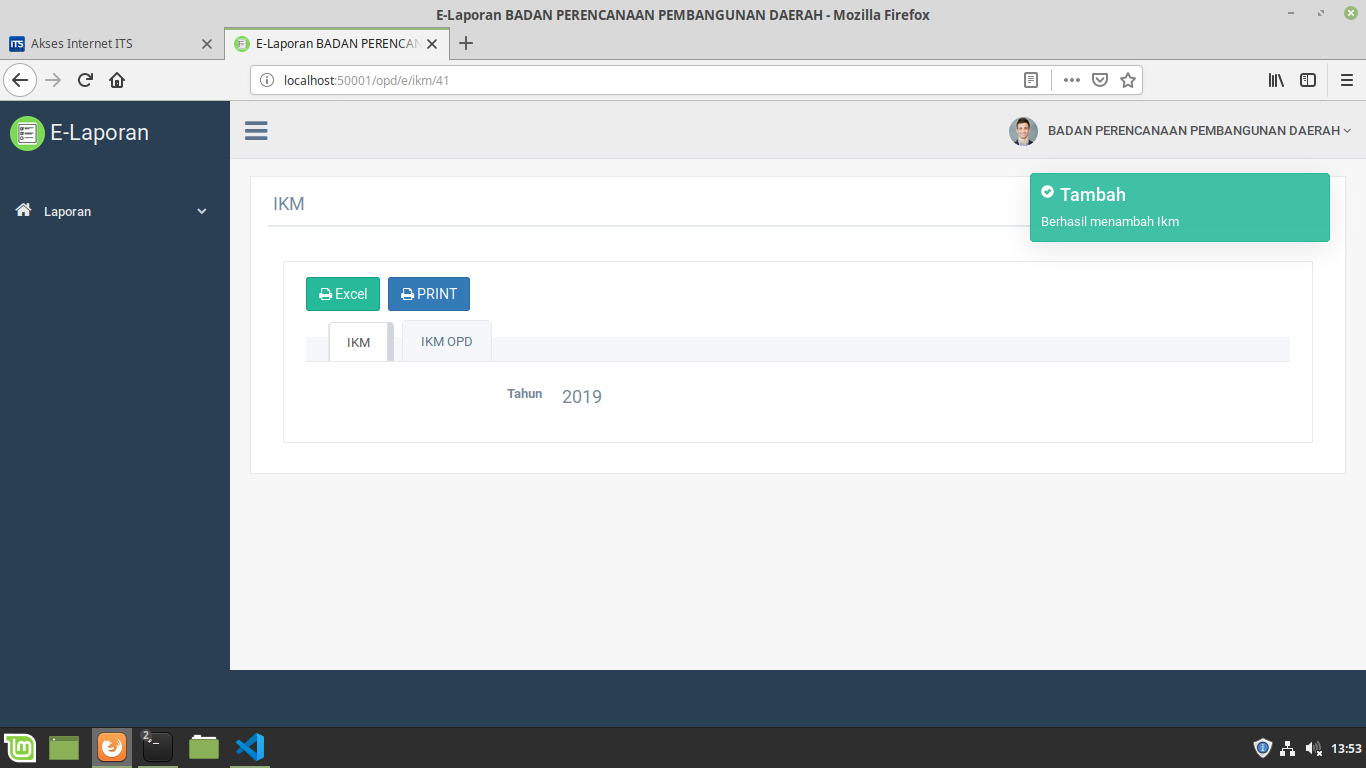 E-Laporan BADAN PERENCANAAN PEMBANGUNAN DAERAH - Mozilla Firefox
ITS Akses Internet ITS
E-Laporan BADAN PERENCAN
localhost:50001/opd/e/ikm/41
E-Laporan
BADAN PERENCANAAN PEMBANGUNAN DAERAH
Laporan
IKM
Tambah
Berhasil menambah Ikm
Excel
PRINT
IKM
IKM OPD
Tahun
2019
2
13:53